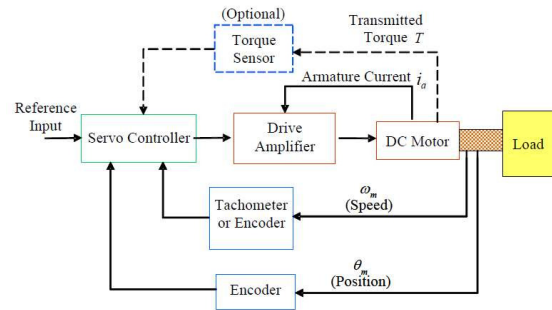 (Optional)
Torque
Sensor
Transmitted
Torque T
Armature Current i_a
Reference
Input
Servo Controller
Drive
Amplifier
DC Motor
Load
Tachometer
or Encoder
ω_m
(Speed)
θ_m
(Position)
Encoder